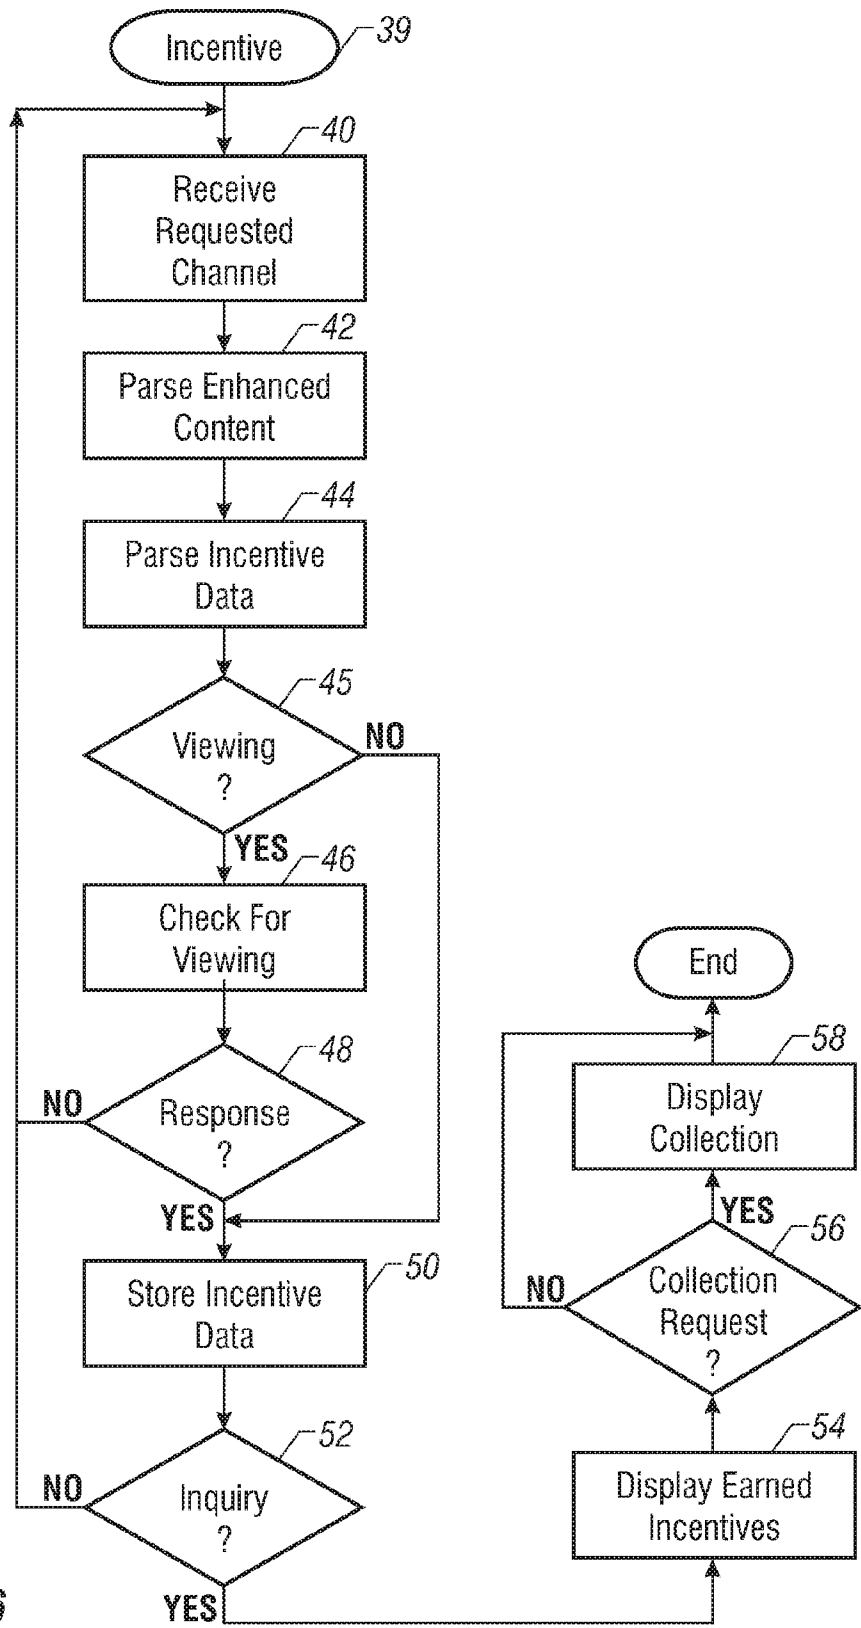 Incentive
39
40
Receive
Requested
Channel
42
Parse Enhanced
Content
44
Parse Incentive
Data
45
Viewing
?
NO
YES
46
Check For
Viewing
48
Response
?
NO
YES
50
Store Incentive
Data
52
Inquiry
?
NO
YES
54
Display Earned
Incentives
56
Collection
Request
?
NO
YES
58
Display
Collection
End